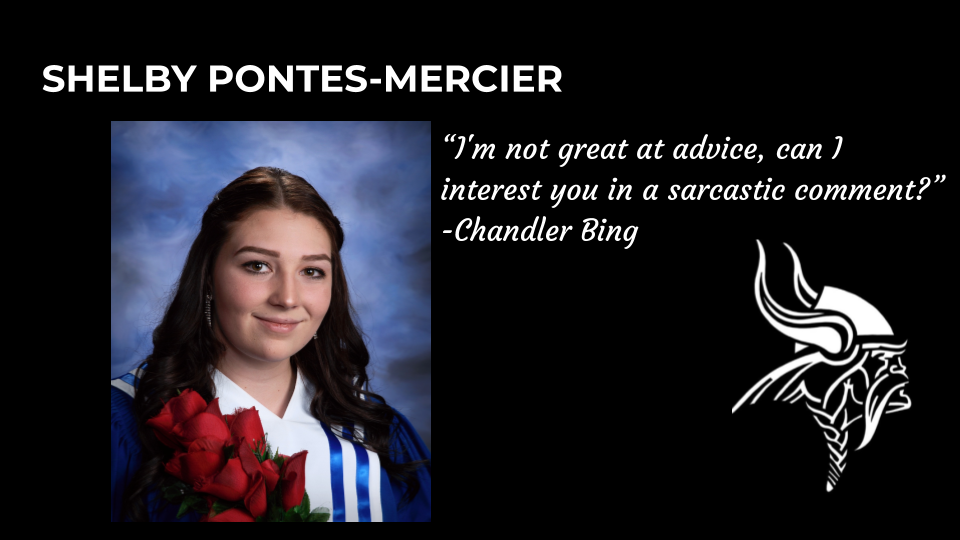 SHELBY PONTES-MERCIER
“I'm not great at advice, can I
interest you in a sarcastic comment?”
-Chandler Bing